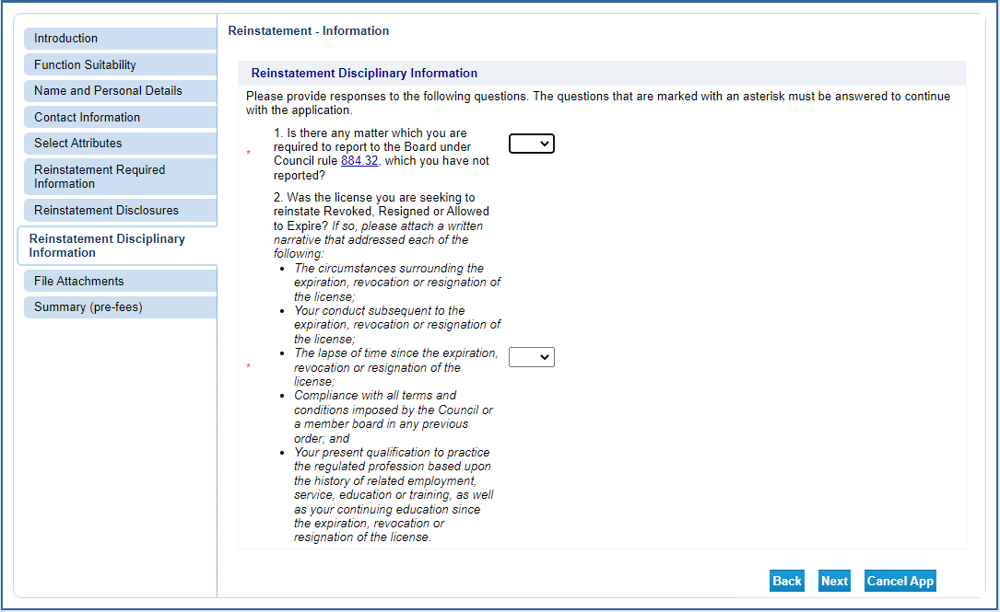 Introduction
Function Suitability
Name and Personal Details
Contact Information
Select Attributes
Reinstatement Required
Information
Reinstatement Disclosures
Reinstatement Disciplinary
Information
File Attachments
Summary (pre-fees)
Reinstatement - Information
Reinstatement Disciplinary Information
Please provide responses to the following questions. The questions that are marked with an asterisk must be answered to continue
with the application.
*
1. Is there any matter which you are
required to report to the Board under
Council rule 884.32, which you have not
reported?
*
2. Was the license you are seeking to
reinstate Revoked, Resigned or Allowed
to Expire? If so, please attach a written
narrative that addressed each of the
following:
• The circumstances surrounding the
expiration, revocation or resignation of
the license;
• Your conduct subsequent to the
expiration, revocation or resignation of
the license;
• The lapse of time since the expiration,
revocation or resignation of the
license;
• Compliance with all terms and
conditions imposed by the Council or
a member board in any previous
order; and
• Your present qualification to practice
the regulated profession based upon
the history of related employment,
service, education or training, as well
as your continuing education since
the expiration, revocation or
resignation of the license.
Back Next Cancel App